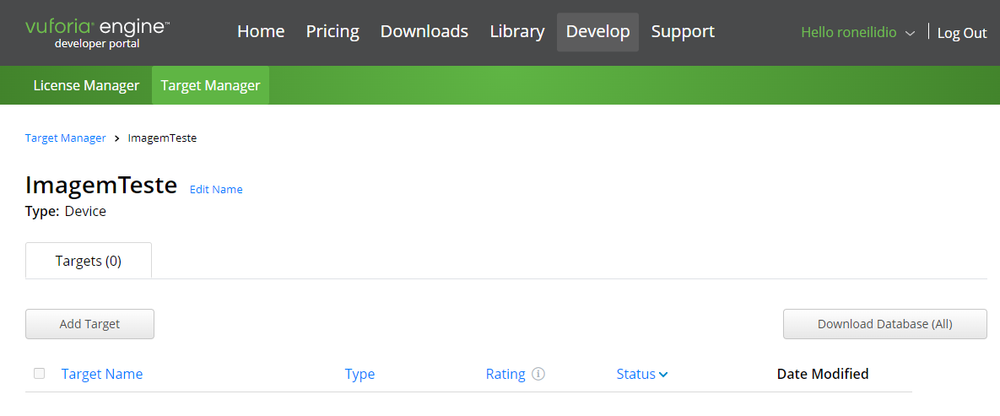 vuforia® engine™
developer portal
Home Pricing Downloads Library Develop Support
Hello roneilidio Log Out
License Manager Target Manager
Target Manager > ImagemTeste
ImagemTeste Edit Name
Type: Device
Targets (0)
Add Target Download Database (All)
Target Name Type Rating Status Date Modified